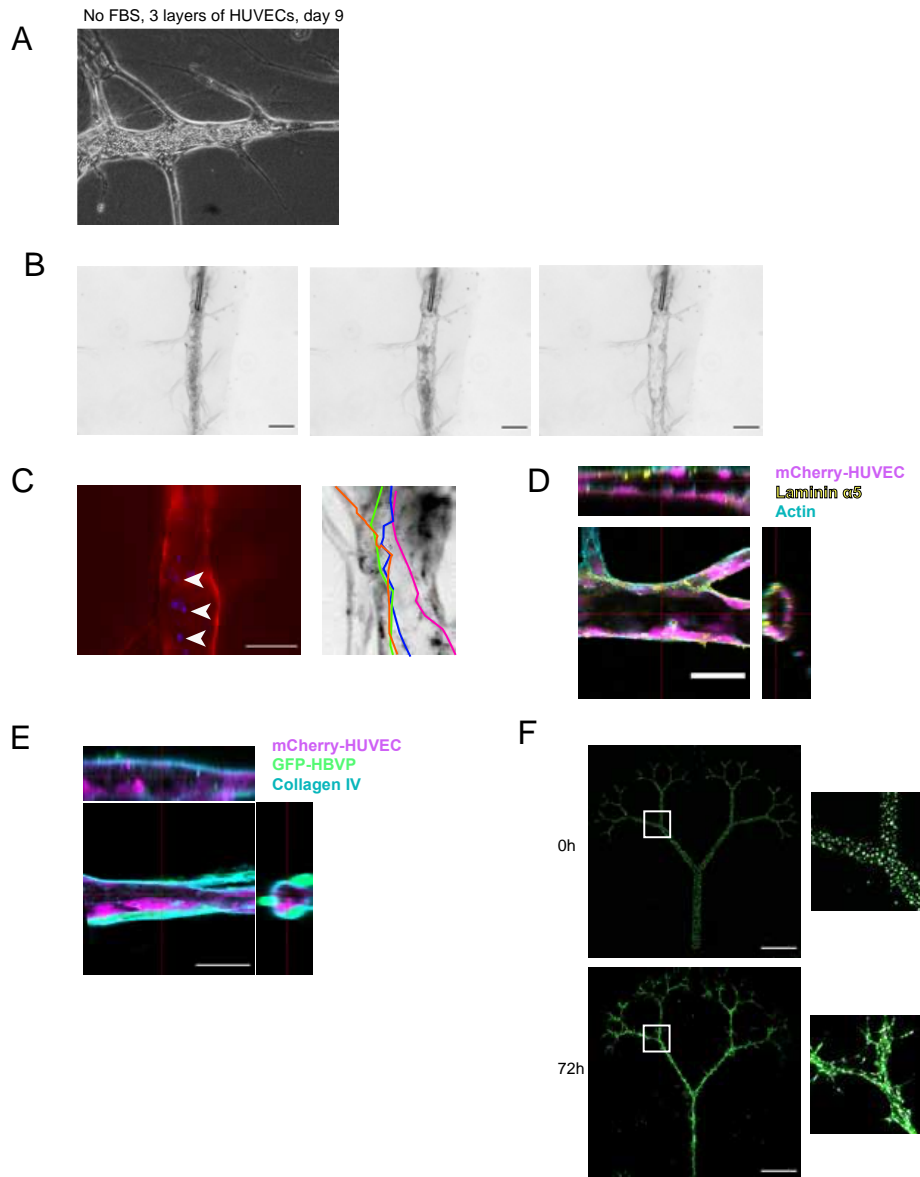 No FBS, 3 layers of HUVECs, day 9
A
B
C
D
mCherry-HUVEC
Laminin α5
Actin
E
mCherry-HUVEC
GFP-HBVP
Collagen IV
F
0h
72h